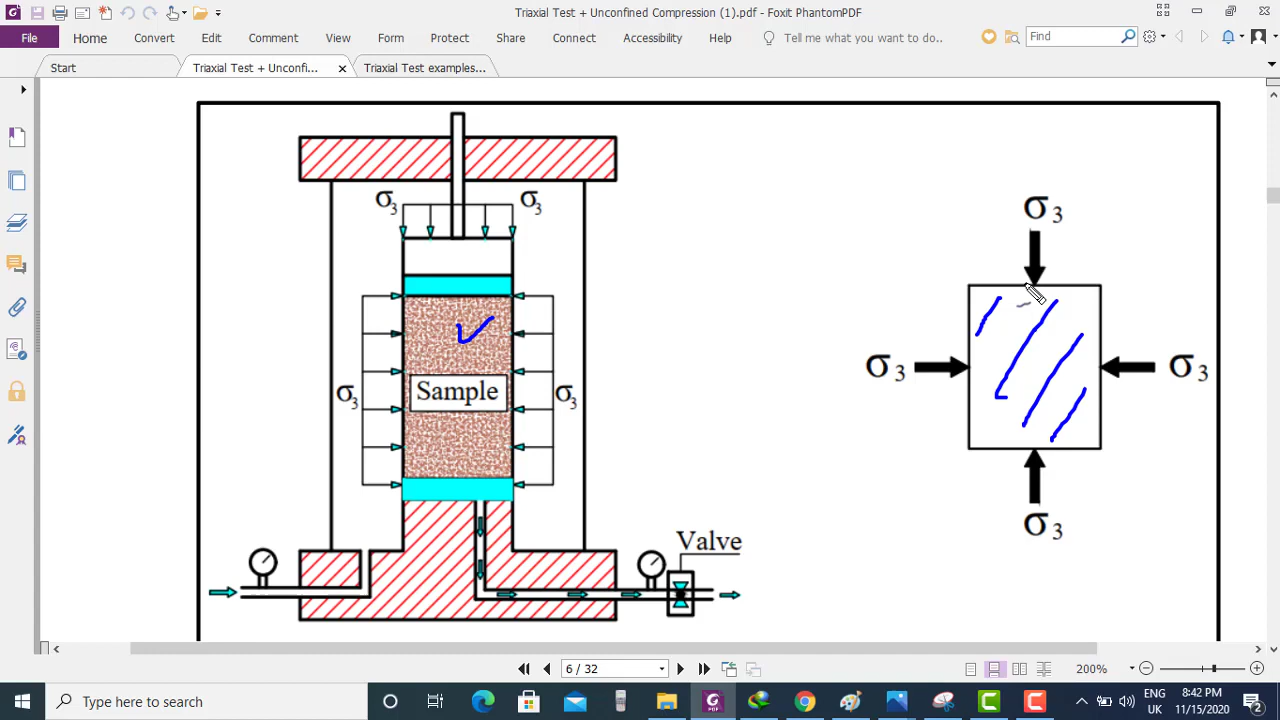 Triaxial Test + Unconfined Compression (1).pdf - Foxit PhantomPDF
File Home Convert Edit Comment View Form Protect Share Connect Accessibility Help Tell me what you want to do.. Find
Start Triaxial Test + Unconfi... Triaxial Test examples...
σ3 σ3
σ3
σ3 Sample σ3
σ3 σ3
σ3
Valve
6 / 32
200%
Type here to search
ENG
UK
8:42 PM
11/15/2020
2